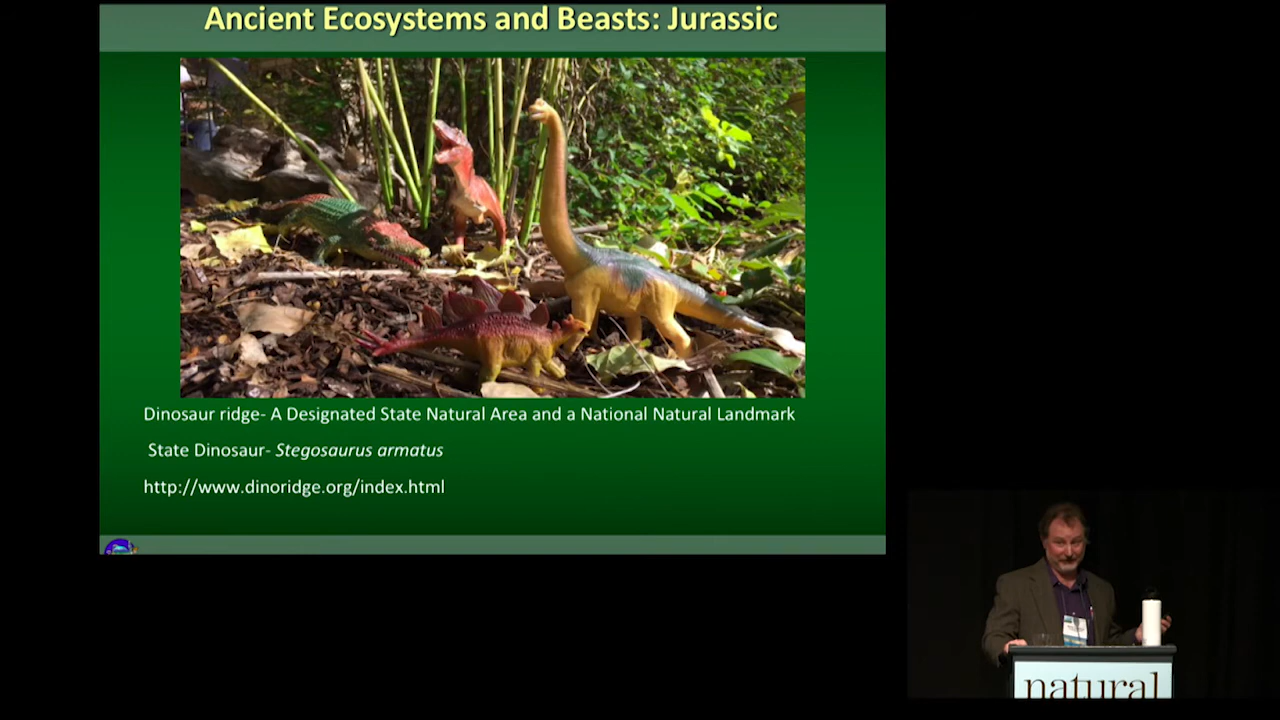 Ancient Ecosystems and Beasts: Jurassic
Dinosaur ridge- A Designated State Natural Area and a National Natural Landmark
State Dinosaur- Stegosaurus armatus
http://www.dinoridge.org/index.html
natural